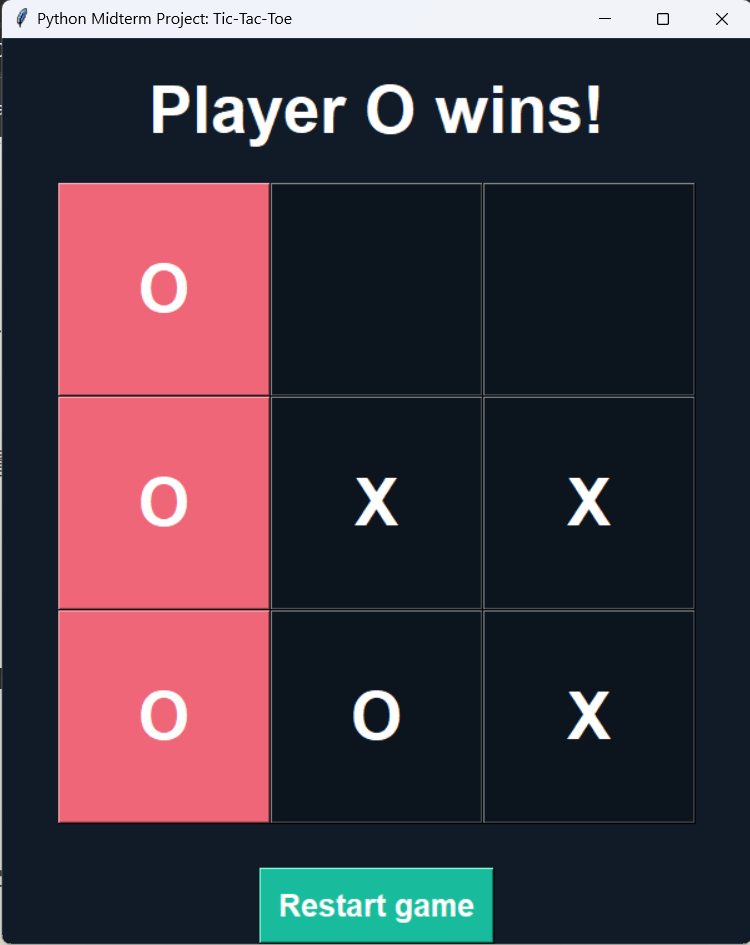 Python Midterm Project: Tic-Tac-Toe
Player O wins!
O
O X X
O O X
Restart game